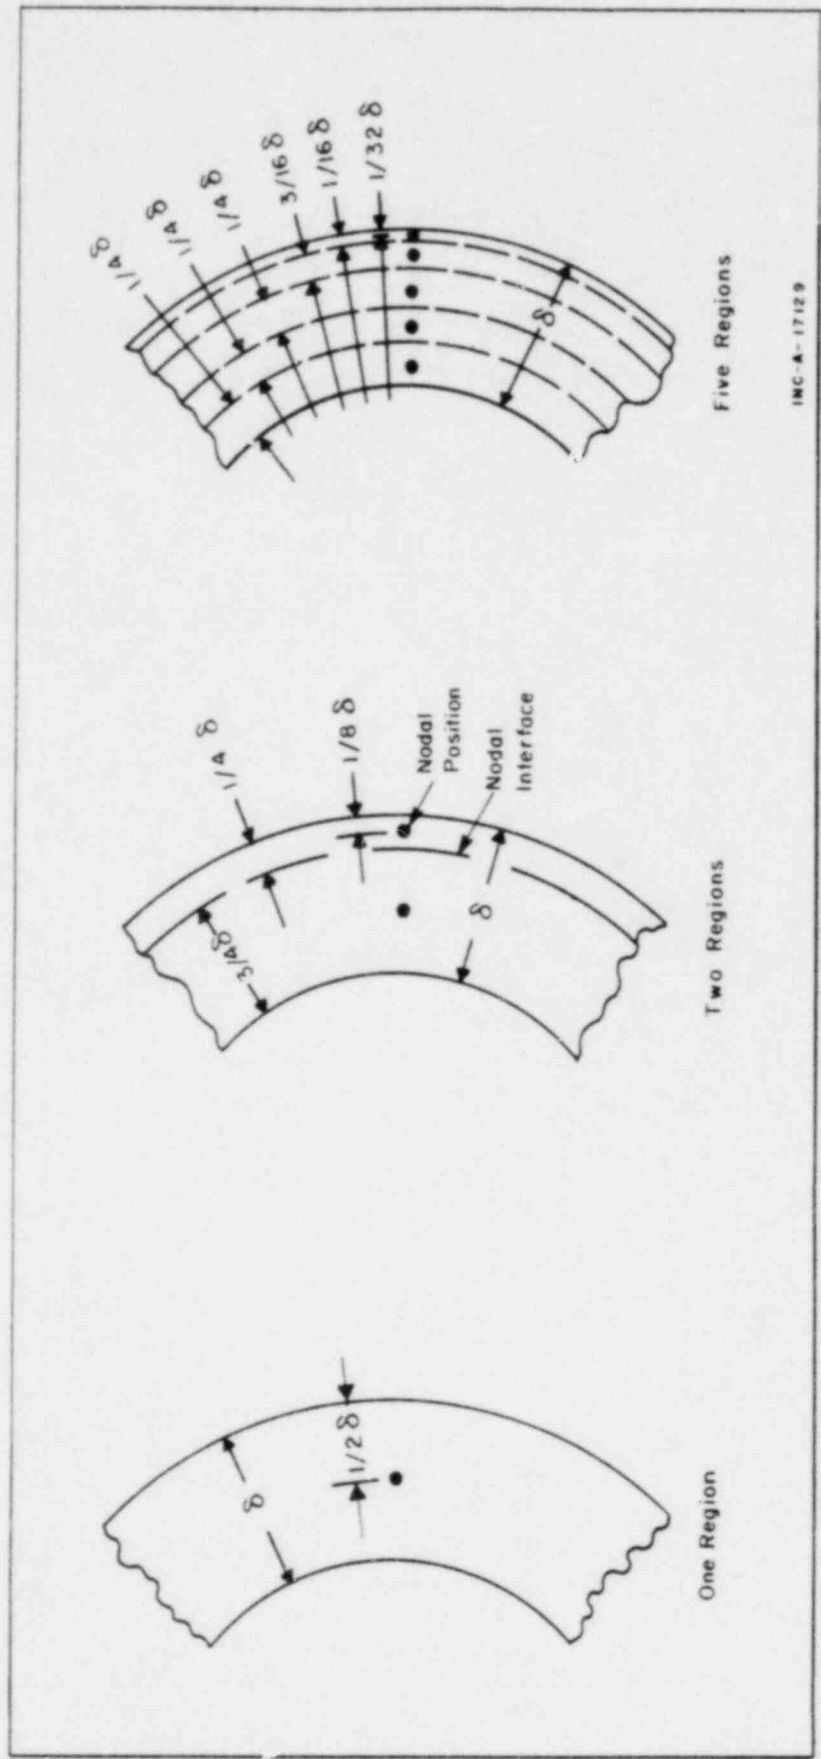 δ
1/2 δ
One Region
1/4 δ
1/8 δ
3/4δ
δ
Nodal
Position
Nodal
Interface
Two Regions
1/4 δ
1/4 δ
1/4 δ
3/16 δ
1/16 δ
1/32 δ
δ
Five Regions
INC-A-17129